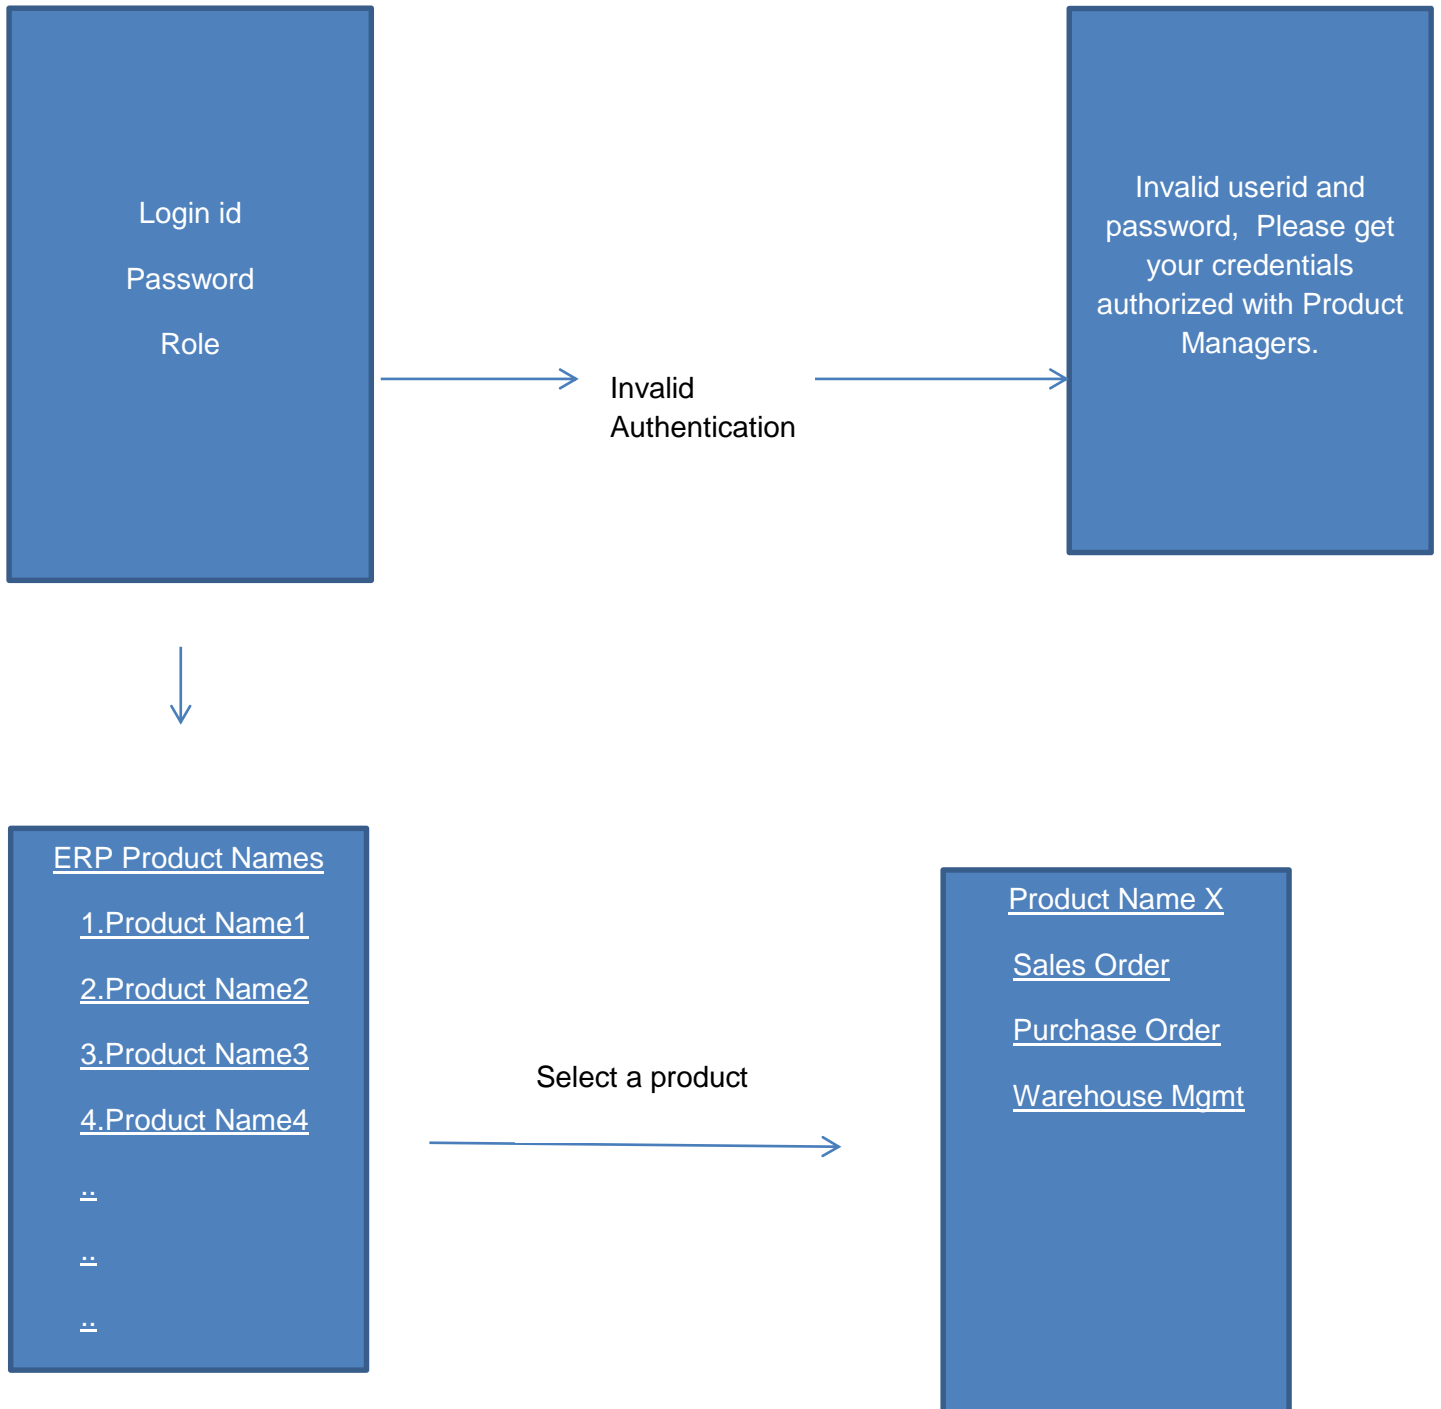 Login id
Password
Role
Invalid
Authentication
Invalid userid and
password,  Please get
your credentials
authorized with Product
Managers.
ERP Product Names
1.Product Name1
2.Product Name2
3.Product Name3
4.Product Name4
..
..
..
Select a product
Product Name X
Sales Order
Purchase Order
Warehouse Mgmt